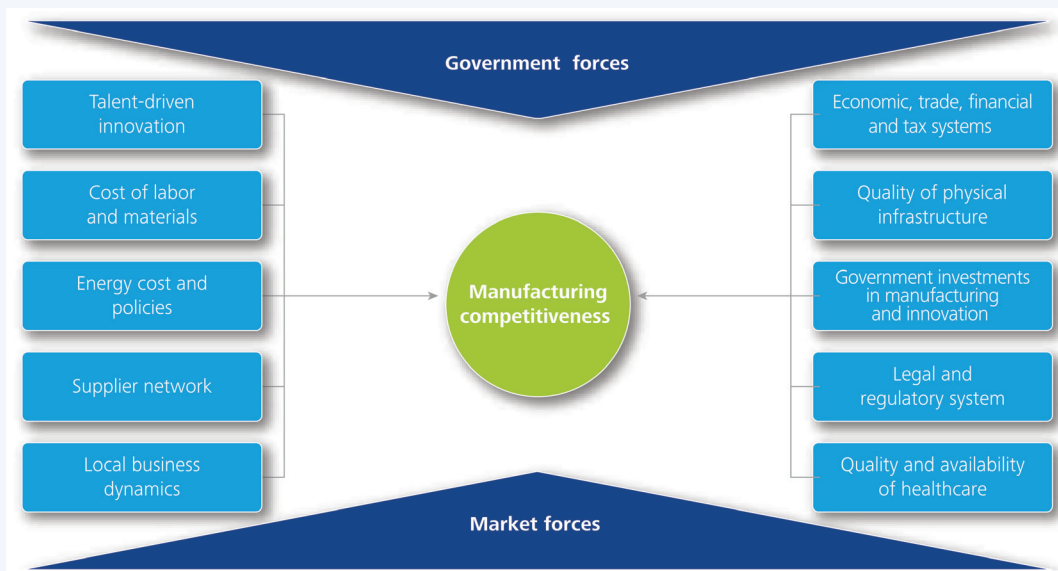 Government forces
Talent-driven
innovation
Cost of labor
and materials
Energy cost and
policies
Supplier network
Local business
dynamics
Manufacturing
competitiveness
Economic, trade, financial
and tax systems
Quality of physical
infrastructure
Government investments
in manufacturing
and innovation
Legal and
regulatory system
Quality and availability
of healthcare
Market forces